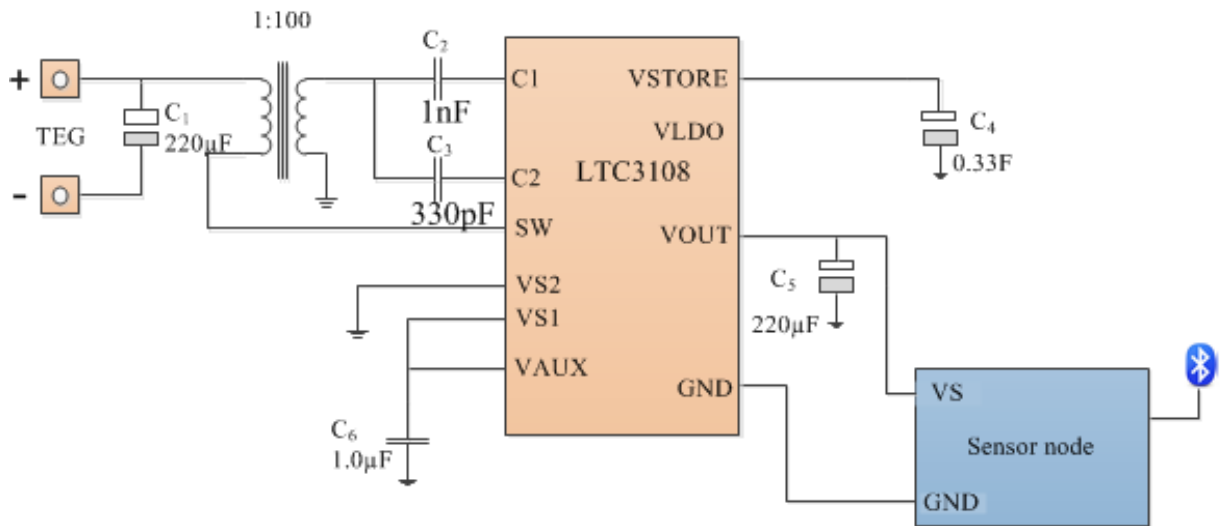 1:100
+
TEG
-
C₁
220μF
C₂
1nF
C₃
330pF
C1
C2
SW
VS2
VS1
VAUX
VSTORE
VLDO
LTC3108
VOUT
GND
C₄
0.33F
C₅
220μF
C₆
1.0μF
VS
Sensor node
GND